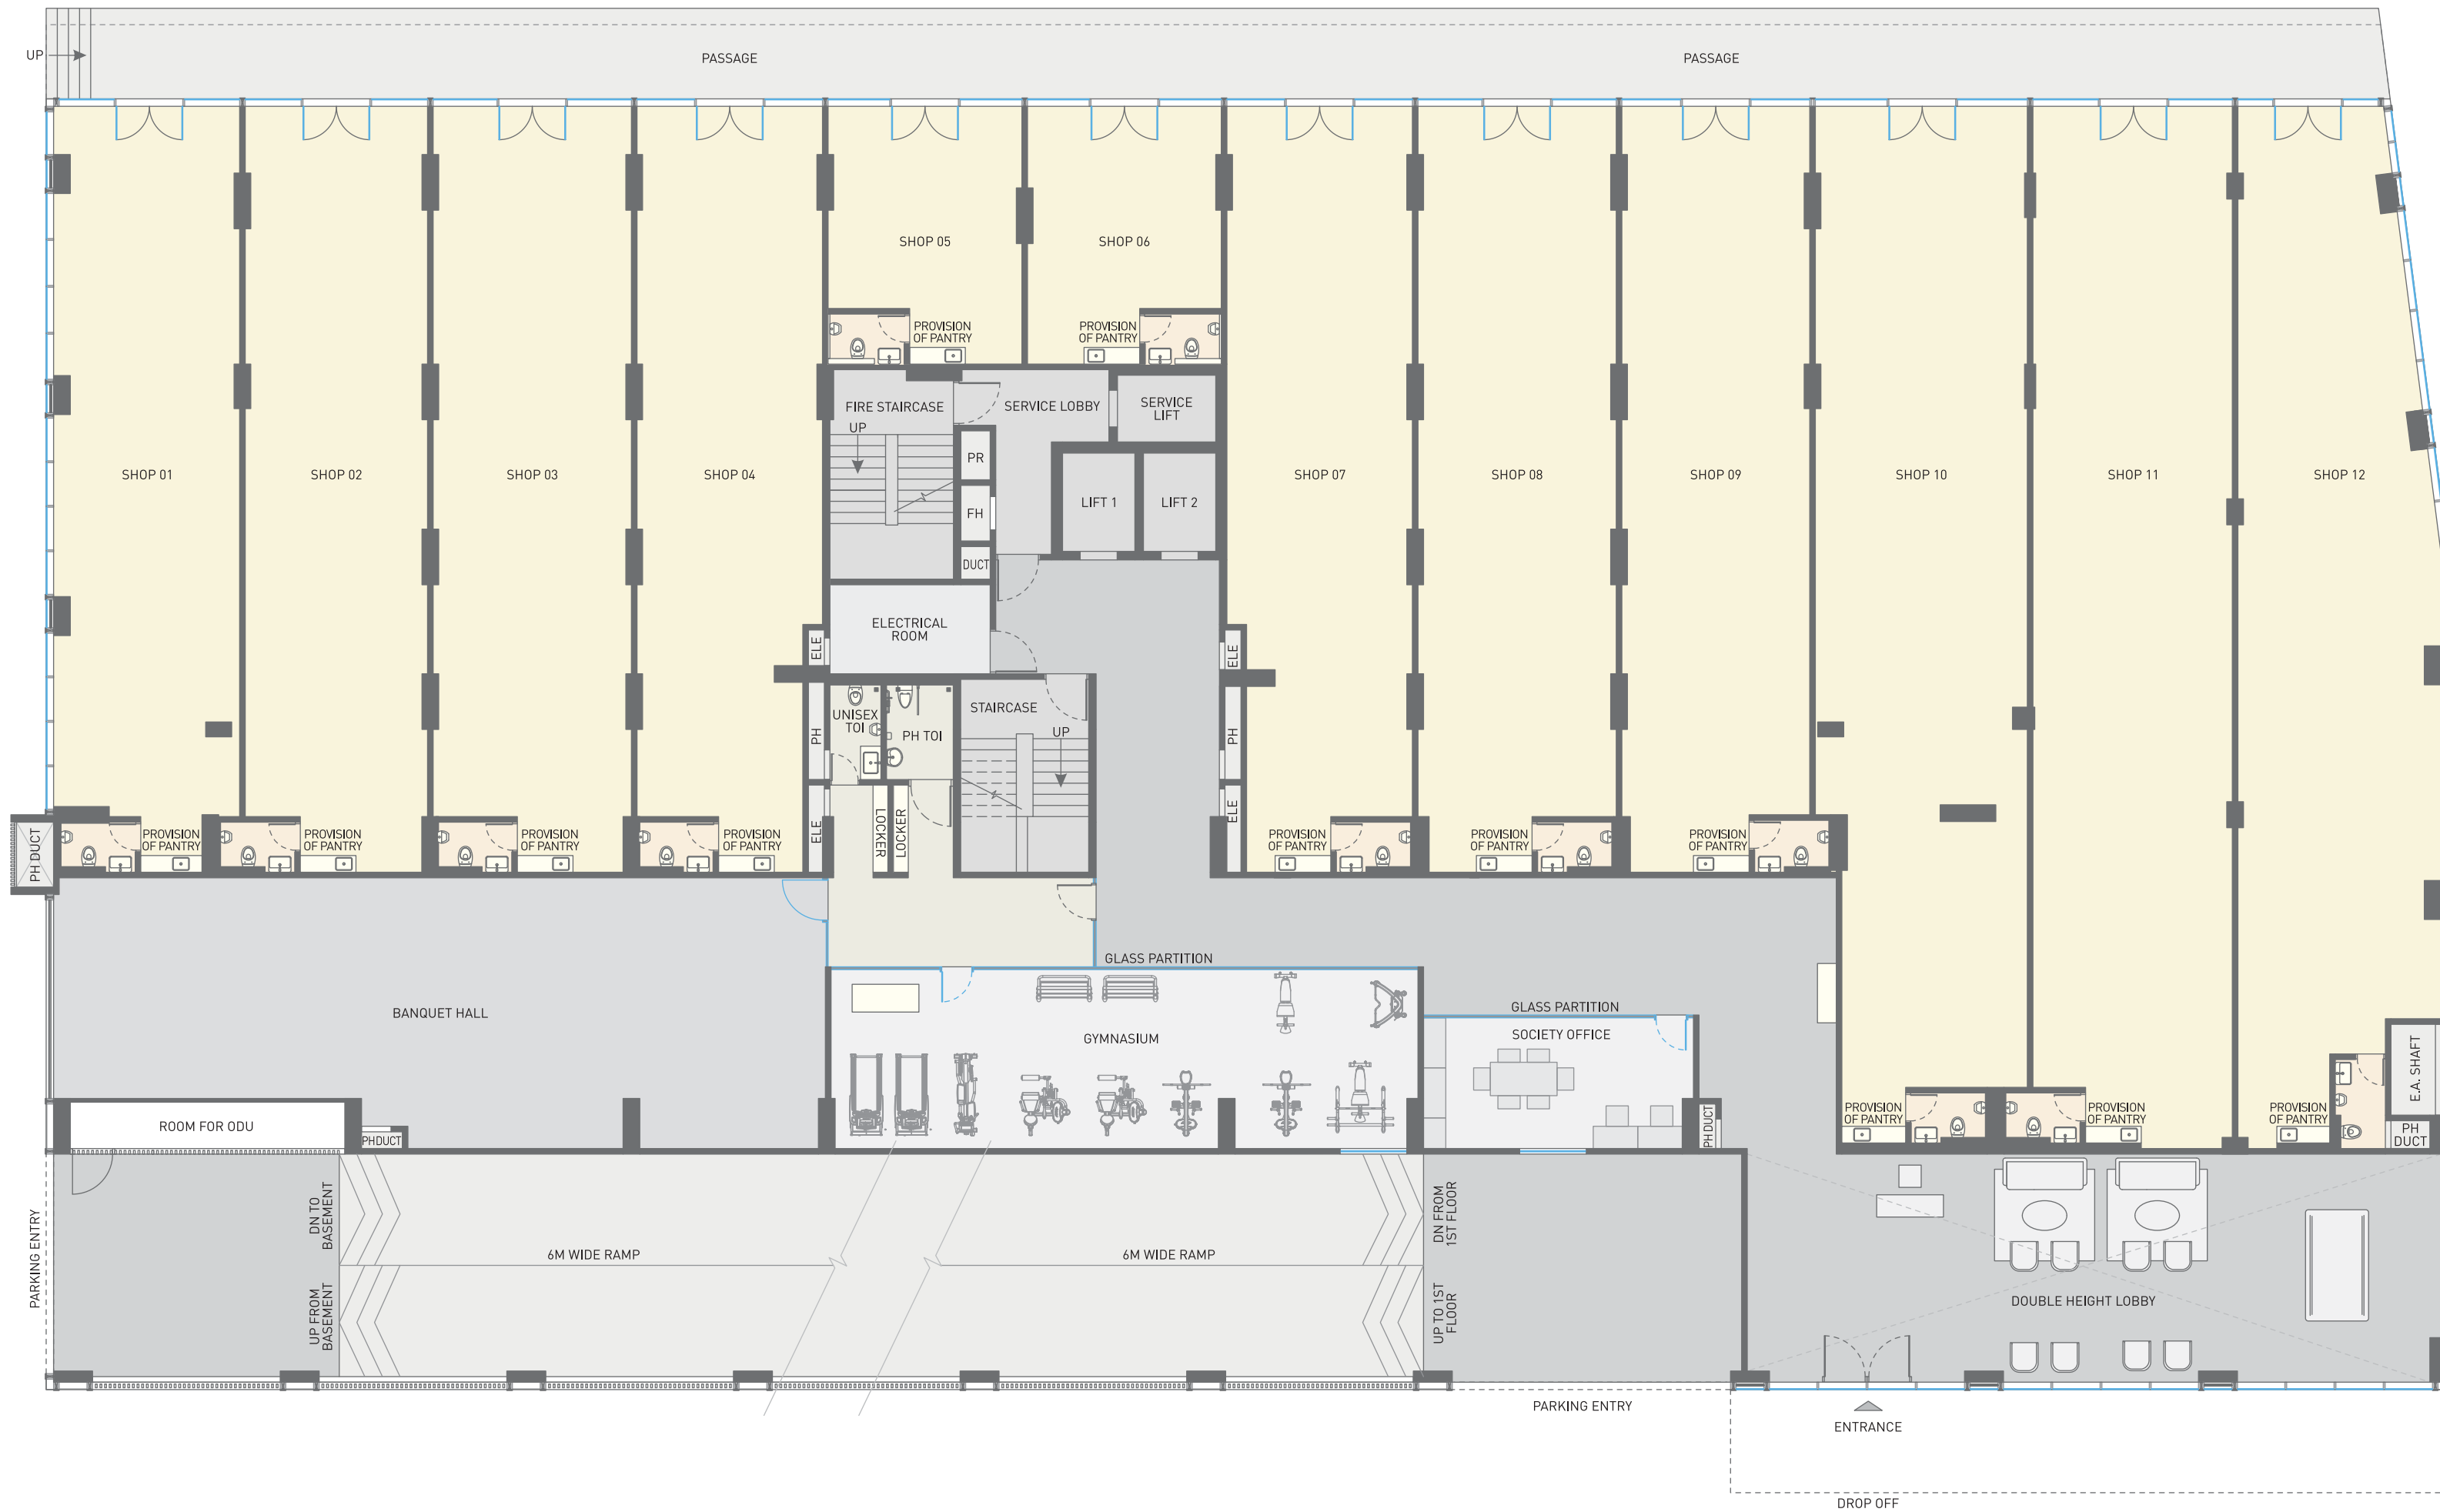 UP
PASSAGE
PASSAGE
SHOP 05
SHOP 06
PROVISION
OF PANTRY
PROVISION
OF PANTRY
FIRE STAIRCASE
SERVICE LOBBY
SERVICE
LIFT
UP
PR
SHOP 01
SHOP 02
SHOP 03
SHOP 04
SHOP 07
SHOP 08
SHOP 09
SHOP 10
SHOP 11
SHOP 12
LIFT 1
LIFT 2
FH
DUCT
ELECTRICAL
ROOM
ELE
ELE
STAIRCASE
UNISEX
TOI
PH TOI
UP
PH
PH
ELE
LOCKER
LOCKER
ELE
PH DUCT
PROVISION
OF PANTRY
PROVISION
OF PANTRY
PROVISION
OF PANTRY
PROVISION
OF PANTRY
PROVISION
OF PANTRY
PROVISION
OF PANTRY
PROVISION
OF PANTRY
GLASS PARTITION
GLASS PARTITION
BANQUET HALL
GYMNASIUM
SOCIETY OFFICE
E.A. SHAFT
PROVISION
OF PANTRY
PROVISION
OF PANTRY
PROVISION
OF PANTRY
ROOM FOR ODU
PHDUCT
PH DUCT
PH
DUCT
DN TO
BASEMENT
DN FROM
1ST FLOOR
PARKING ENTRY
6M WIDE RAMP
6M WIDE RAMP
UP FROM
BASEMENT
UP TO 1ST
FLOOR
DOUBLE HEIGHT LOBBY
PARKING ENTRY
ENTRANCE
DROP OFF